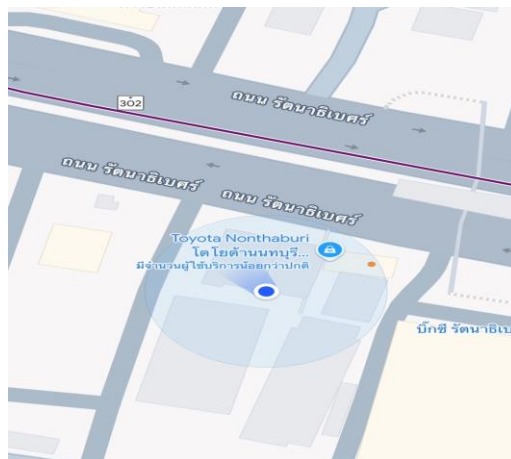 302
ถนน รัตนาธิเบศร์
ถนน รัตนาธิเบศร์
ถนน รัตนาธิเบศร์
Toyota Nonthaburi
โตโยต้านนทบุรี...
มีจำนวนผู้ใช้บริการน้อยกว่าปกติ
บิ๊กซี รัตนาธิเบ